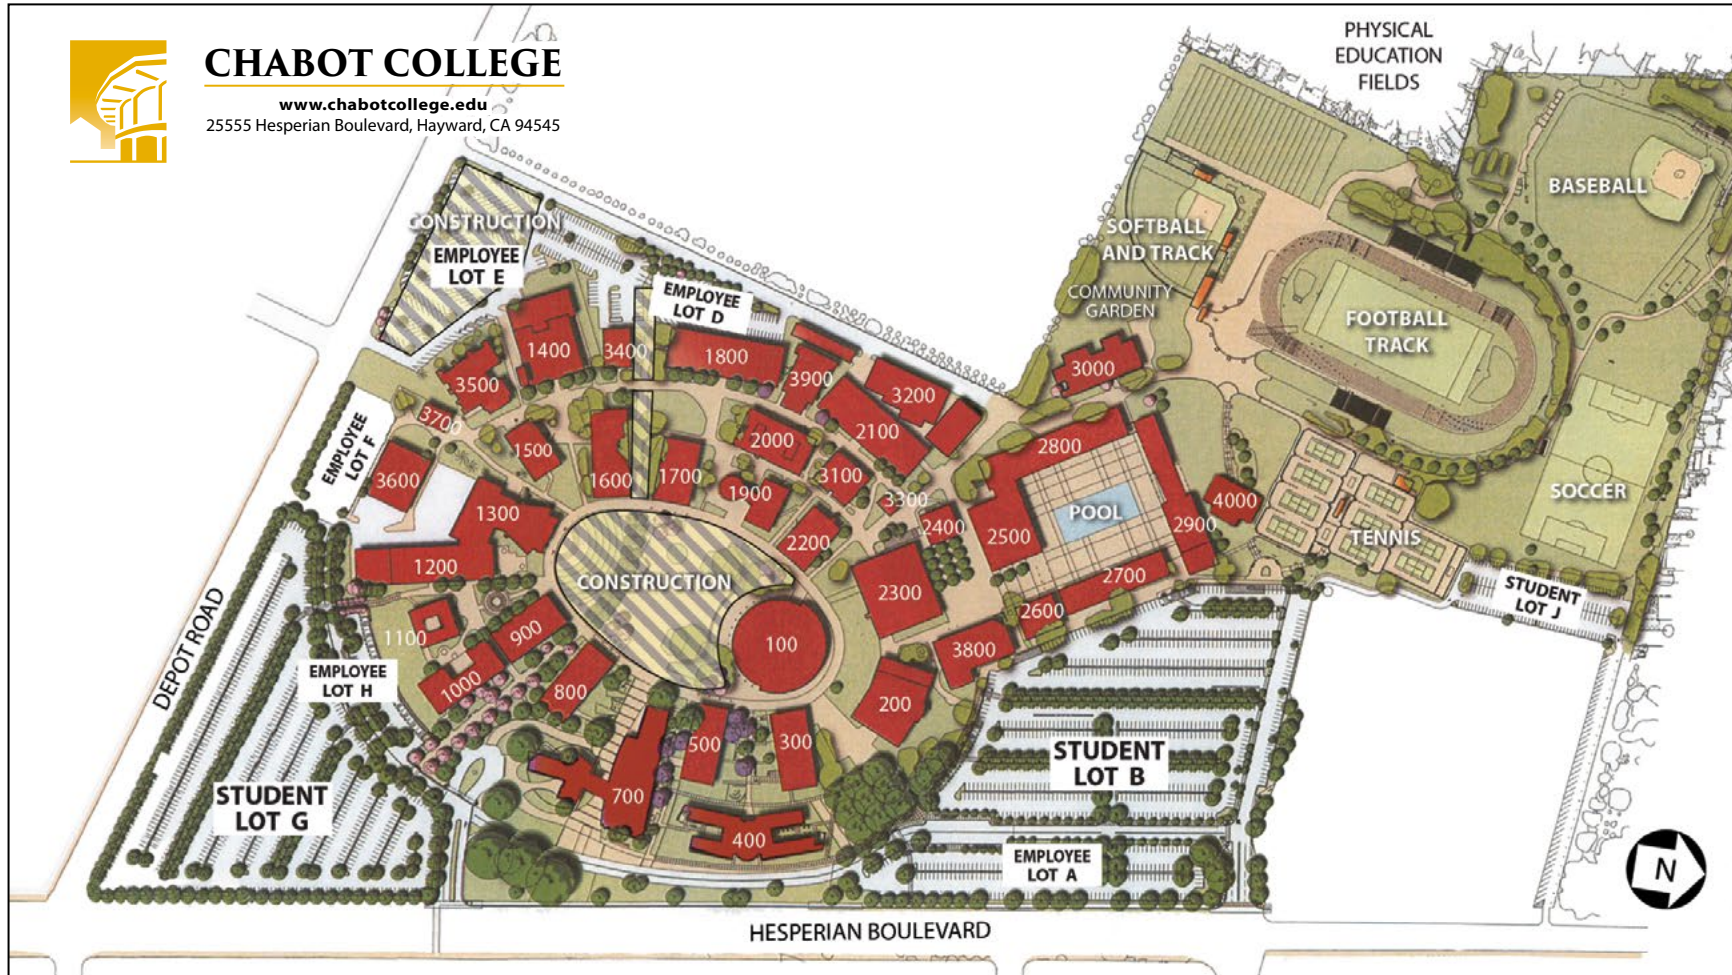 CHABOT COLLEGE
www.chabotcollege.edu
25555 Hesperian Boulevard, Hayward, CA 94545
PHYSICAL
EDUCATION
FIELDS
BASEBALL
SOFTBALL
AND TRACK
COMMUNITY
GARDEN
FOOTBALL
TRACK
SOCCER
TENNIS
STUDENT
LOT J
CONSTRUCTION
EMPLOYEE
LOT E
EMPLOYEE
LOT D
EMPLOYEE
LOT F
1400
3400
1800
3900
3200
3000
3500
3700
1500
1600
1700
2000
2100
2800
3600
1900
3100
3300
4000
1300
2200
2400
2500
POOL
2900
1200
CONSTRUCTION
2300
2700
2600
1100
900
100
3800
1000
800
200
EMPLOYEE
LOT H
500
300
700
400
DEPOT ROAD
STUDENT
LOT G
STUDENT
LOT B
EMPLOYEE
LOT A
N
HESPERIAN BOULEVARD